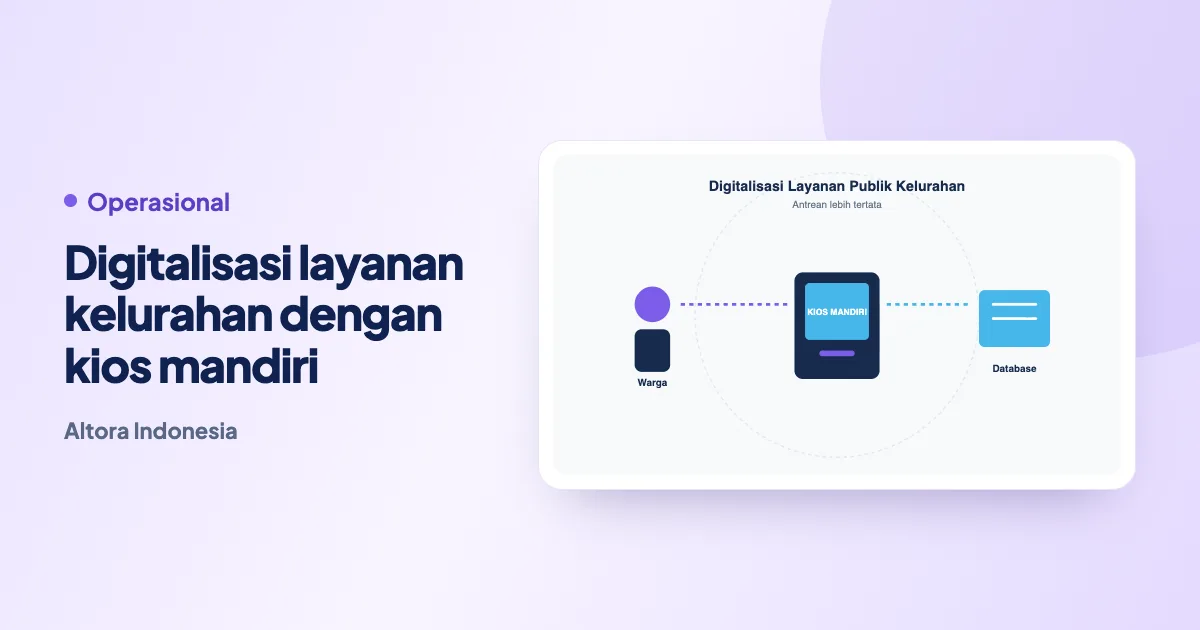 Operasional
Digitalisasi layanan
kelurahan dengan
kios mandiri
Altora Indonesia
Digitalisasi Layanan Publik Kelurahan
Antrean lebih tertata
KIOS MANDIRI
Warga
Database